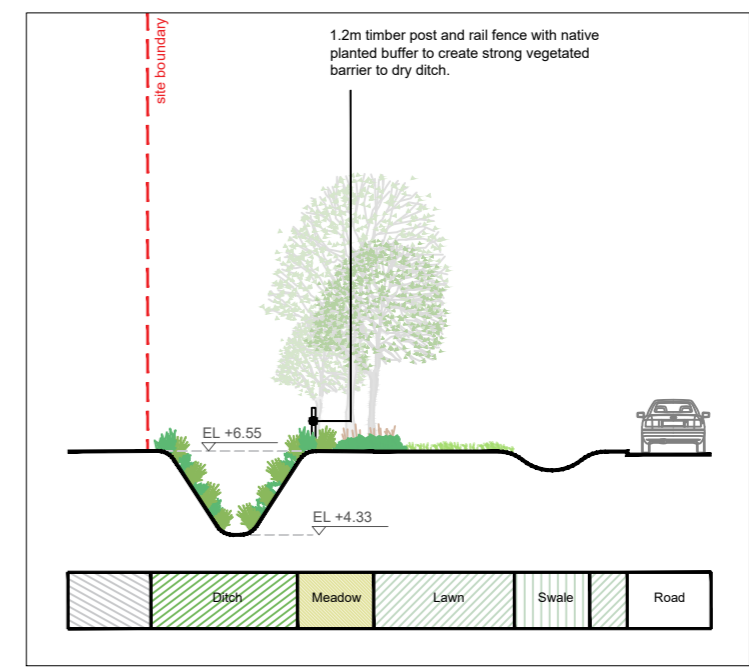 site boundary
1.2m timber post and rail fence with native
planted buffer to create strong vegetated
barrier to dry ditch.
EL +6.55
EL +4.33
Ditch
Meadow
Lawn
Swale
Road